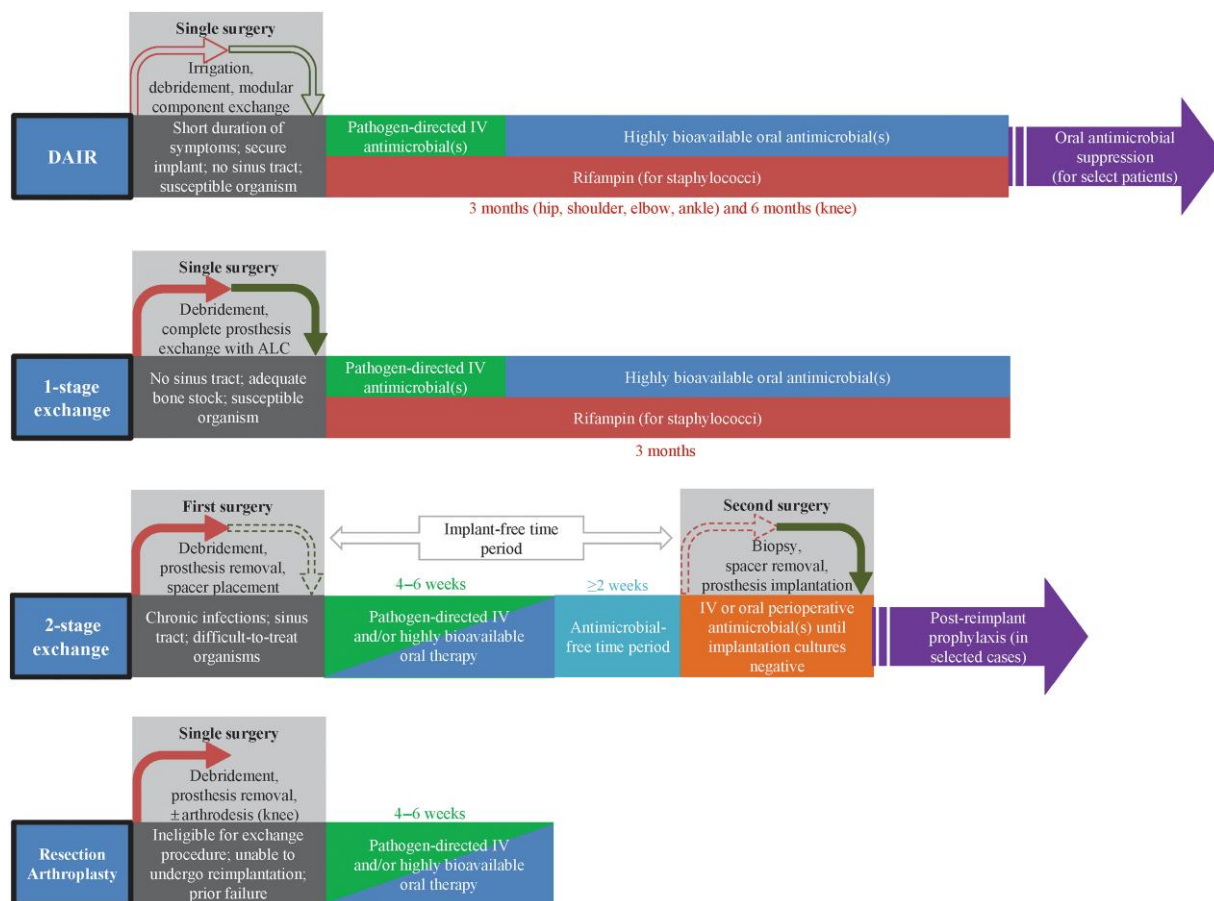 Single surgery
Irrigation,
debridement, modular
component exchange
DAIR
Short duration of
symptoms; secure
implant; no sinus tract;
susceptible organism
Pathogen-directed IV
antimicrobial(s)
Highly bioavailable oral antimicrobial(s)
Rifampin (for staphylococci)
Oral antimicrobial
suppression
(for select patients)
3 months (hip, shoulder, elbow, ankle) and 6 months (knee)
Single surgery
Debridement,
complete prosthesis
exchange with ALC
1-stage
exchange
No sinus tract; adequate
bone stock; susceptible
organism
Pathogen-directed IV
antimicrobial(s)
Highly bioavailable oral antimicrobial(s)
Rifampin (for staphylococci)
3 months
First surgery
Debridement,
prosthesis removal,
spacer placement
Implant-free time
period
Second surgery
Biopsy,
spacer removal,
prosthesis implantation
2-stage
exchange
Chronic infections; sinus
tract; difficult-to-treat
organisms
4–6 weeks
Pathogen-directed IV
and/or highly bioavailable
oral therapy
≥2 weeks
Antimicrobial-
free time period
IV or oral perioperative
antimicrobial(s) until
implantation cultures
negative
Post-reimplant
prophylaxis (in
selected cases)
Single surgery
Debridement,
prosthesis removal,
±arthrodesis (knee)
Resection
Arthroplasty
Ineligible for exchange
procedure; unable to
undergo reimplantation;
prior failure
4–6 weeks
Pathogen-directed IV
and/or highly bioavailable
oral therapy